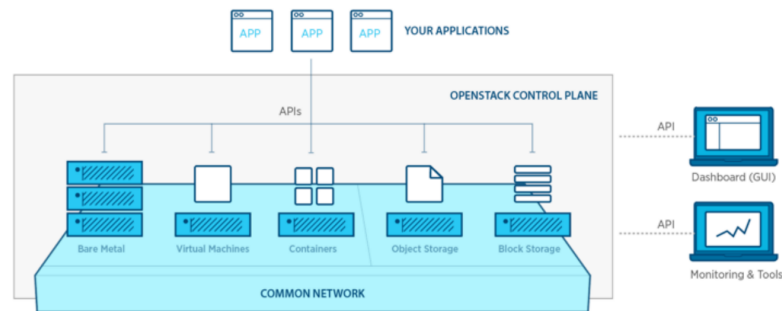 APP APP APP YOUR APPLICATIONS
OPENSTACK CONTROL PLANE
APIs
API
Dashboard (GUI)
Bare Metal Virtual Machines Containers Object Storage Block Storage
API
Monitoring & Tools
COMMON NETWORK